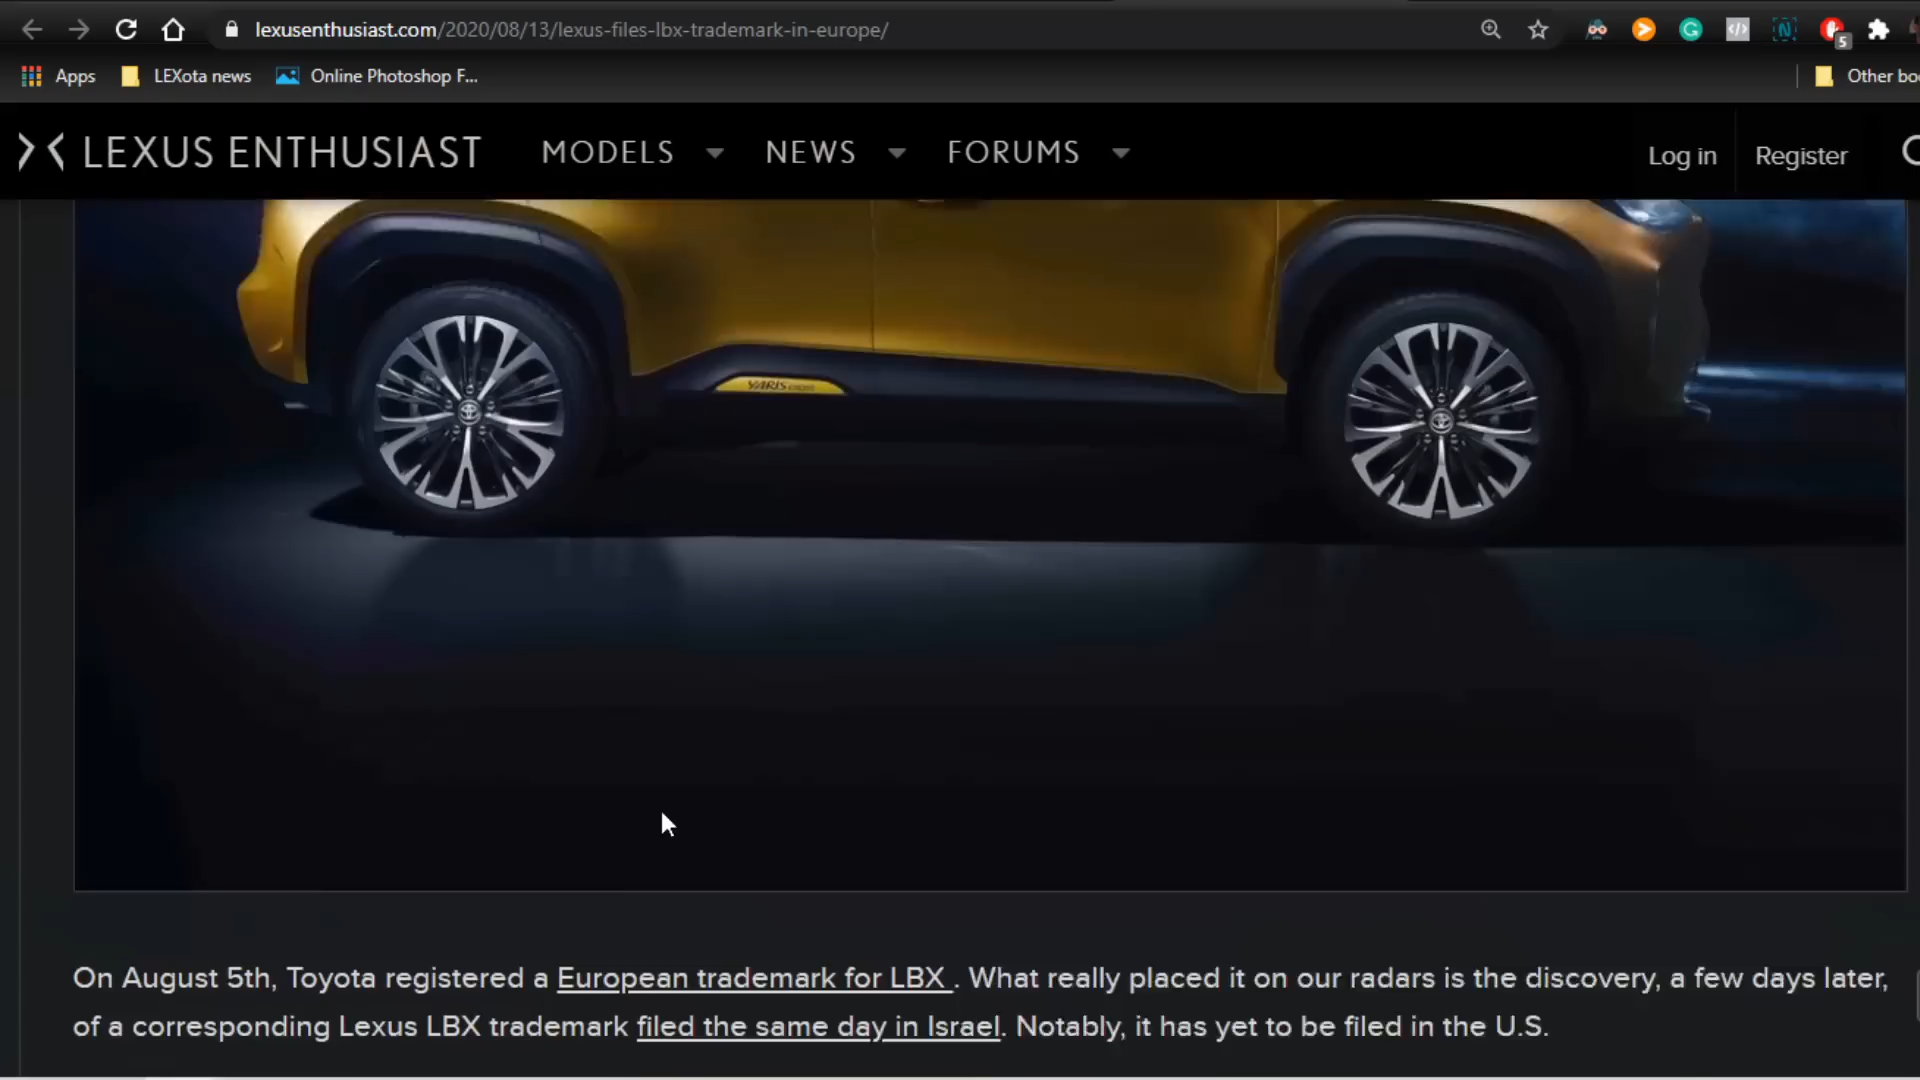 lexusenthusiast.com/2020/08/13/lexus-files-lbx-trademark-in-europe/
5
Apps LEXota news Online Photoshop F... Other boo
LEXUS ENTHUSIAST MODELS NEWS FORUMS Log in Register
YARIS CROSS
On August 5th, Toyota registered a European trademark for LBX . What really placed it on our radars is the discovery, a few days later,
of a corresponding Lexus LBX trademark filed the same day in Israel. Notably, it has yet to be filed in the U.S.